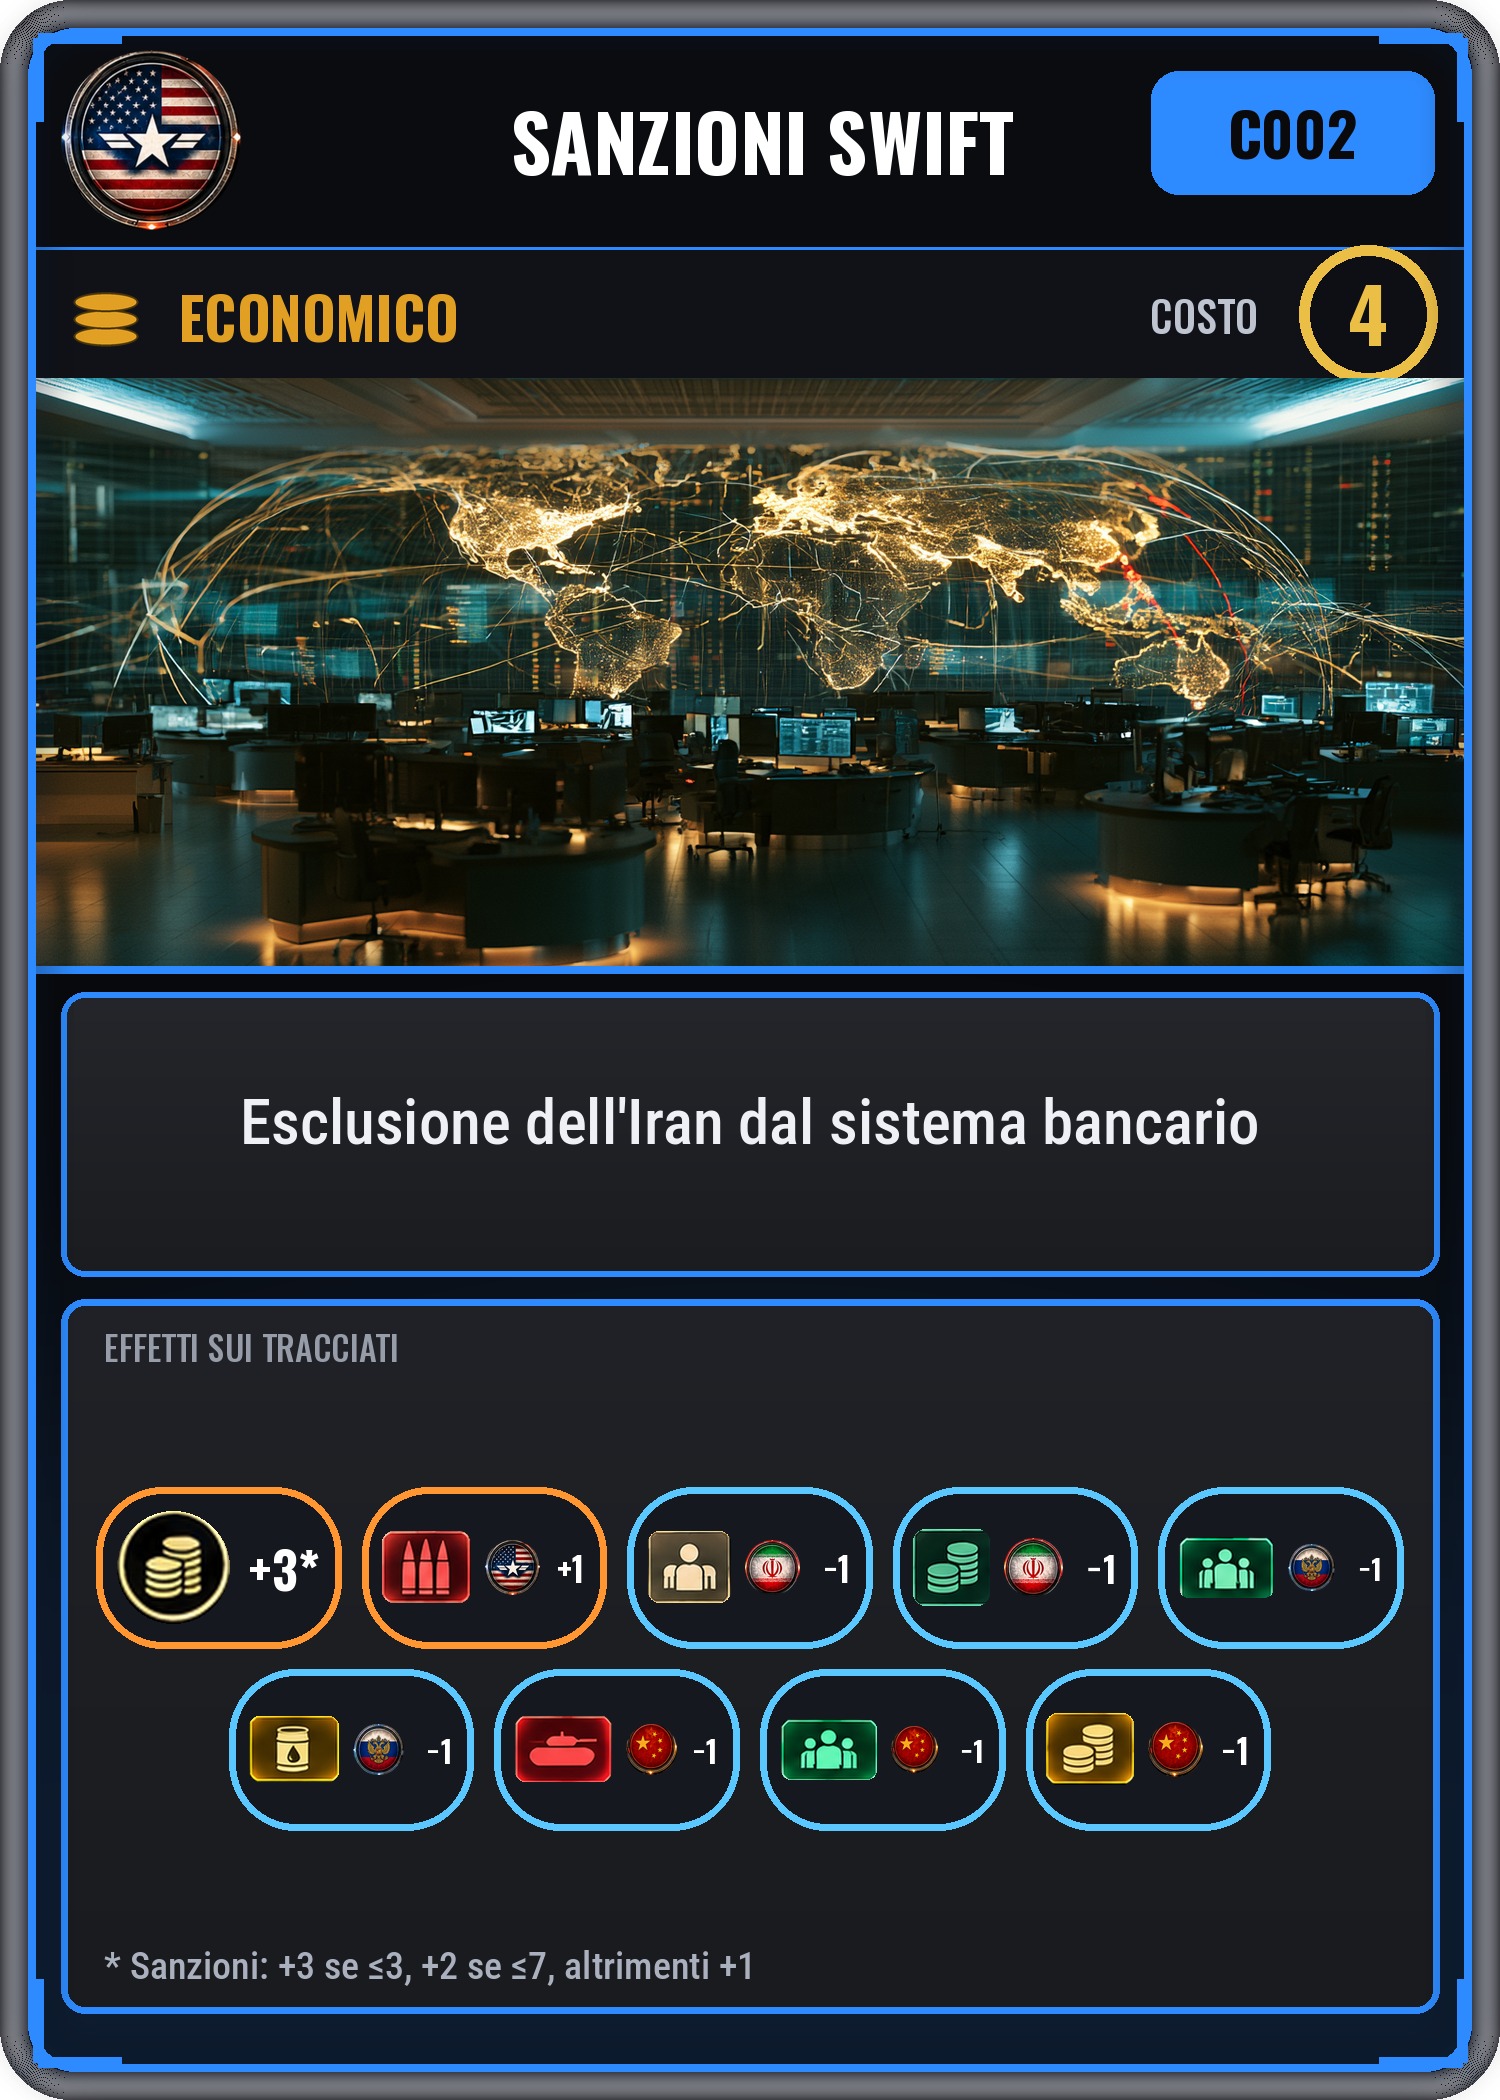 SANZIONI SWIFT
C002
ECONOMICO
COSTO
4
Esclusione dell'Iran dal sistema bancario
EFFETTI SUI TRACCIATI
+3*
+1
-1
-1
-1
-1
-1
-1
-1
* Sanzioni: +3 se ≤3, +2 se ≤7, altrimenti +1